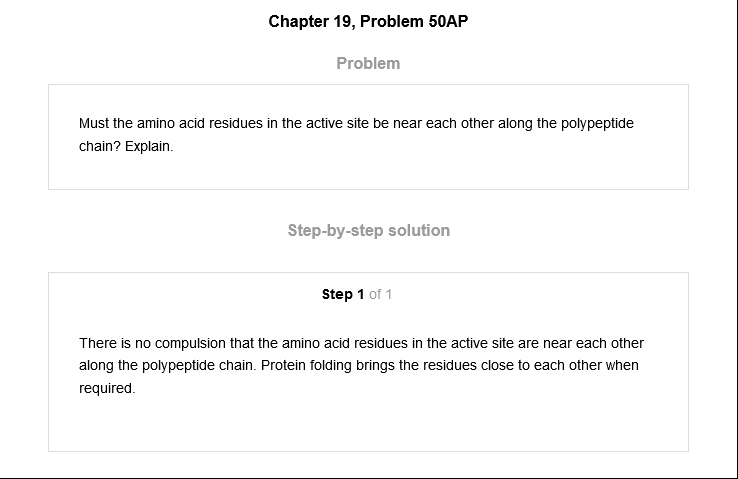 Chapter 19, Problem 50AP
Problem
Must the amino acid residues in the active site be near each other along the polypeptide
chain? Explain.
Step-by-step solution
Step 1 of 1
There is no compulsion that the amino acid residues in the active site are near each other
along the polypeptide chain. Protein folding brings the residues close to each other when
required.